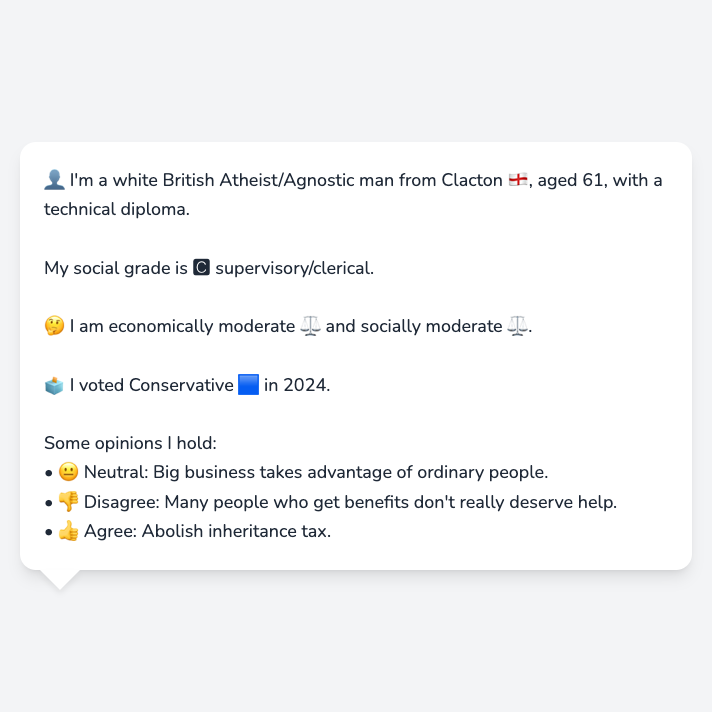 👤 I'm a white British Atheist/Agnostic man from Clacton 🏴󠁧󠁢󠁥󠁮󠁧󠁿, aged 61, with a
technical diploma.
My social grade is 🅲 supervisory/clerical.
🤔 I am economically moderate ⚖️ and socially moderate ⚖️.
🗳️ I voted Conservative 🟦 in 2024.
Some opinions I hold:
• 😐 Neutral: Big business takes advantage of ordinary people.
• 👎 Disagree: Many people who get benefits don't really deserve help.
• 👍 Agree: Abolish inheritance tax.